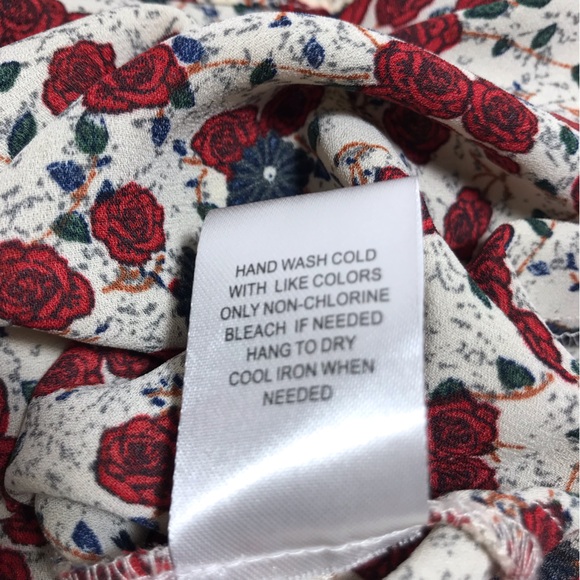 HAND WASH COLD
WITH LIKE COLORS
ONLY NON-CHLORINE
BLEACH IF NEEDED
HANG TO DRY
COOL IRON WHEN
NEEDED